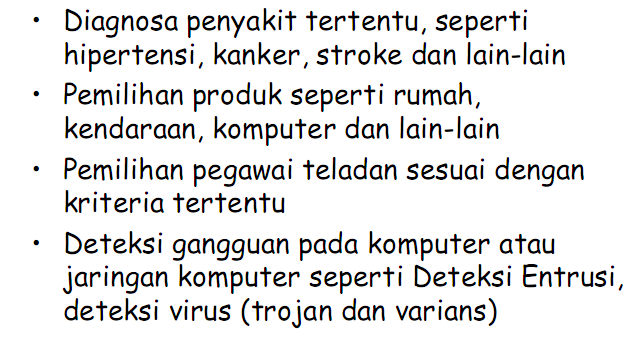 • Diagnosa penyakit tertentu, seperti
hipertensi, kanker, stroke dan lain-lain
• Pemilihan produk seperti rumah,
kendaraan, komputer dan lain-lain
• Pemilihan pegawai teladan sesuai dengan
kriteria tertentu
• Deteksi gangguan pada komputer atau
jaringan komputer seperti Deteksi Entrusi,
deteksi virus (trojan dan varians)